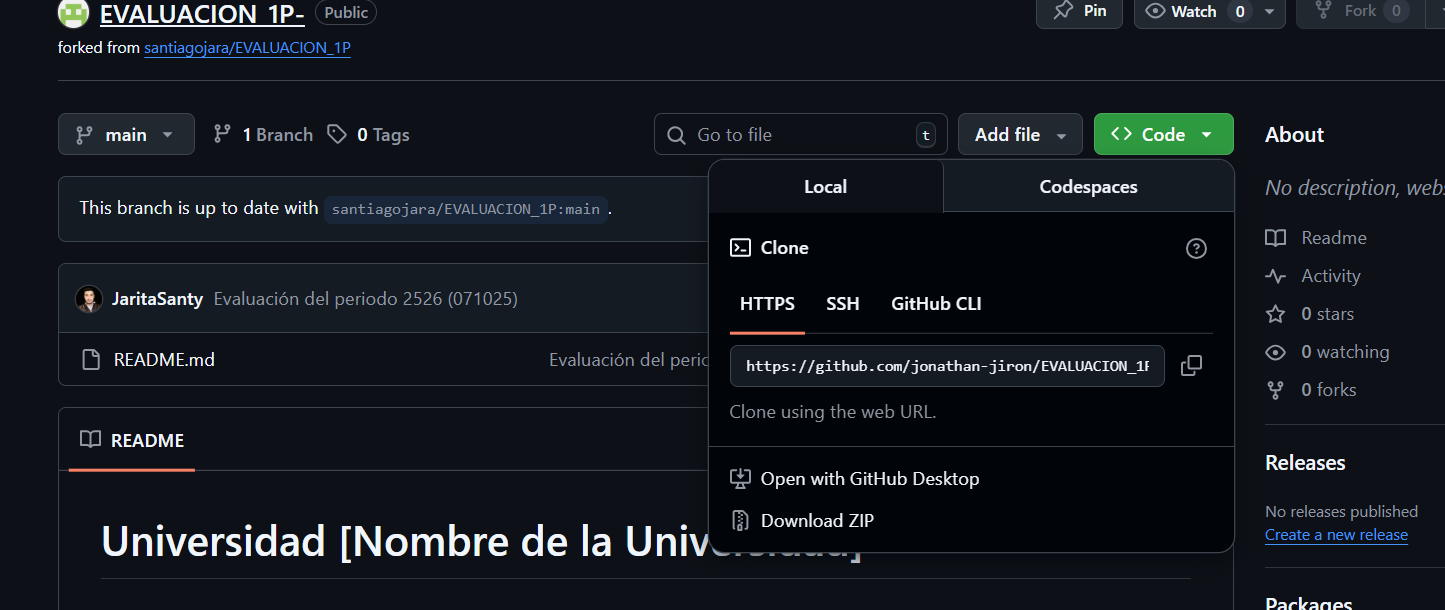 EVALUACION_1P-
Public
Pin
Watch 0
Fork 0
forked from santiagojara/EVALUACION_1P
main
1 Branch
0 Tags
Go to file
t
Add file
<> Code
About
Local
Codespaces
No description, webs
This branch is up to date with santiagojara/EVALUACION_1P:main .
Clone
Readme
Activity
JaritaSanty Evaluación del periodo 2526 (071025)
HTTPS
SSH
GitHub CLI
0 stars
README.md
Evaluación del peri
https://github.com/jonathan-jiron/EVALUACION_1P
0 watching
0 forks
Clone using the web URL.
README
Releases
Open with GitHub Desktop
No releases published
Download ZIP
Create a new release
Universidad [Nombre de la Universidad]
Packages